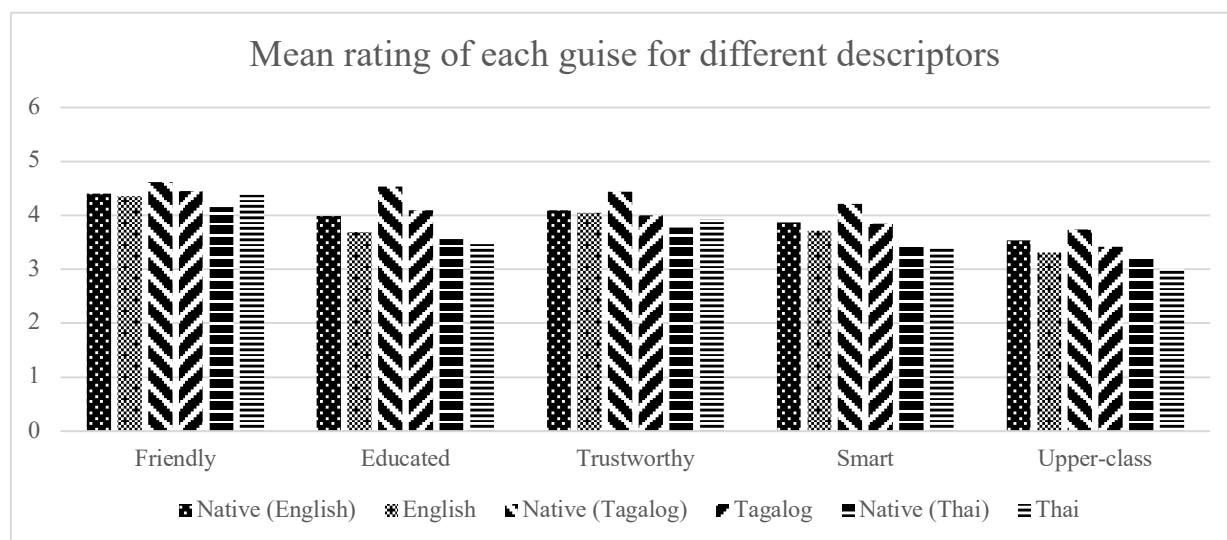 Mean rating of each guise for different descriptors
6
5
4
3
2
1
0
Friendly Educated Trustworthy Smart Upper-class
Native (English) English Native (Tagalog) Tagalog Native (Thai) Thai